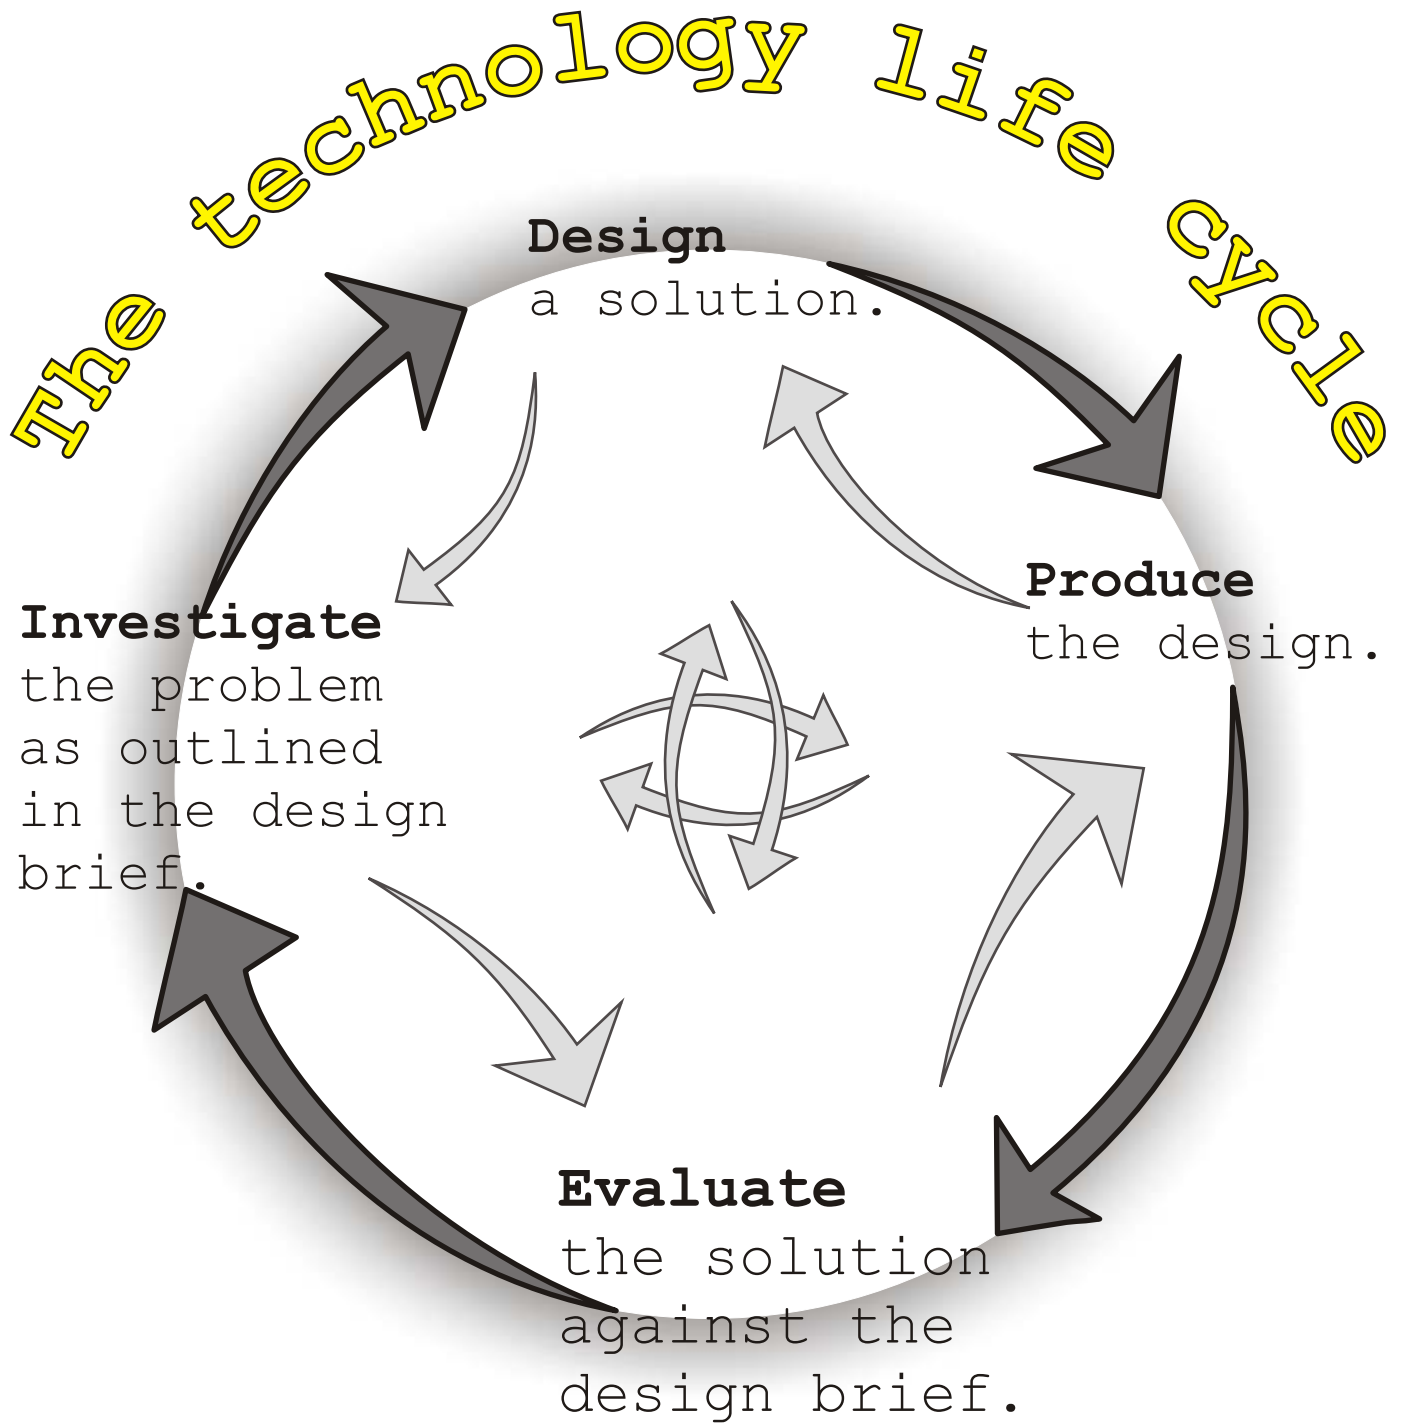 The technology life cycle
Design
a solution.
Produce
the design.
Investigate
the problem
as outlined
in the design
brief.
Evaluate
the solution
against the
design brief.